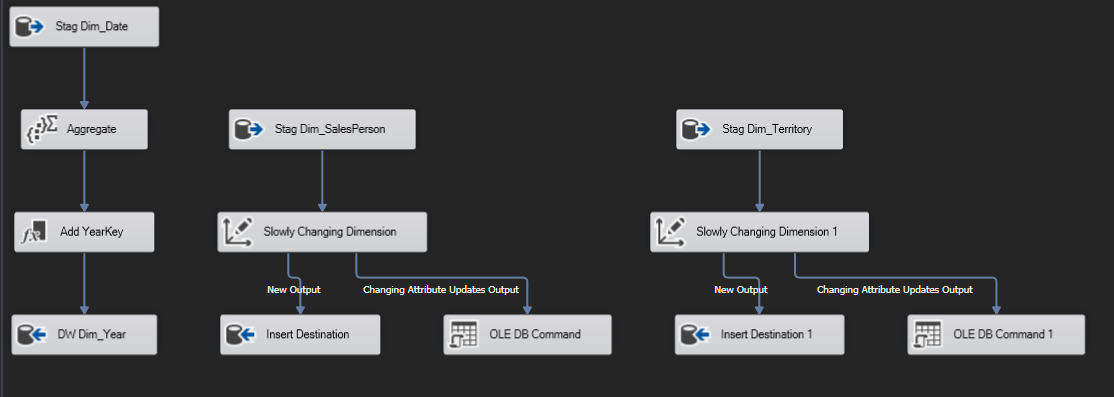 Stag Dim_Date
Aggregate
Stag Dim_SalesPerson
Stag Dim_Territory
Add YearKey
Slowly Changing Dimension
Slowly Changing Dimension 1
New Output
Changing Attribute Updates Output
New Output
Changing Attribute Updates Output
DW Dim_Year
Insert Destination
OLE DB Command
Insert Destination 1
OLE DB Command 1